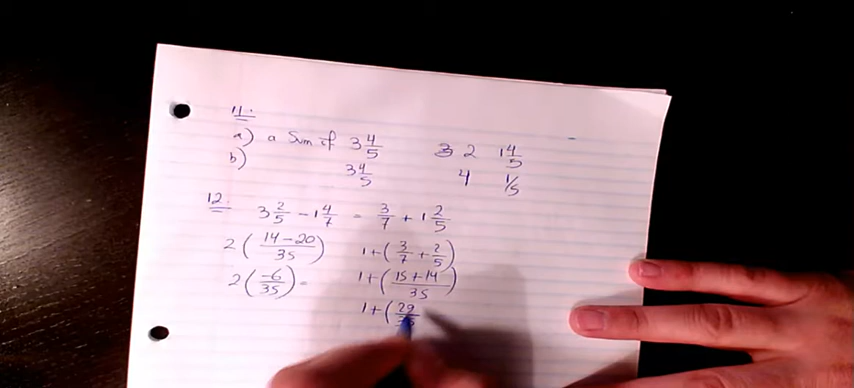 11.
a) a Sum if 3 4/5 3 2 1 4/5
b) 3 4/5 4 1/5
12. 3 2/5 - 1 4/7 = 3/7 + 1 2/5
2 ( 14 - 20 / 35 ) 1 + ( 3/7 + 2/5 )
2 ( -6 / 35 ) = 1 + ( 15 + 14 / 35 )
1 + ( 29 / 35